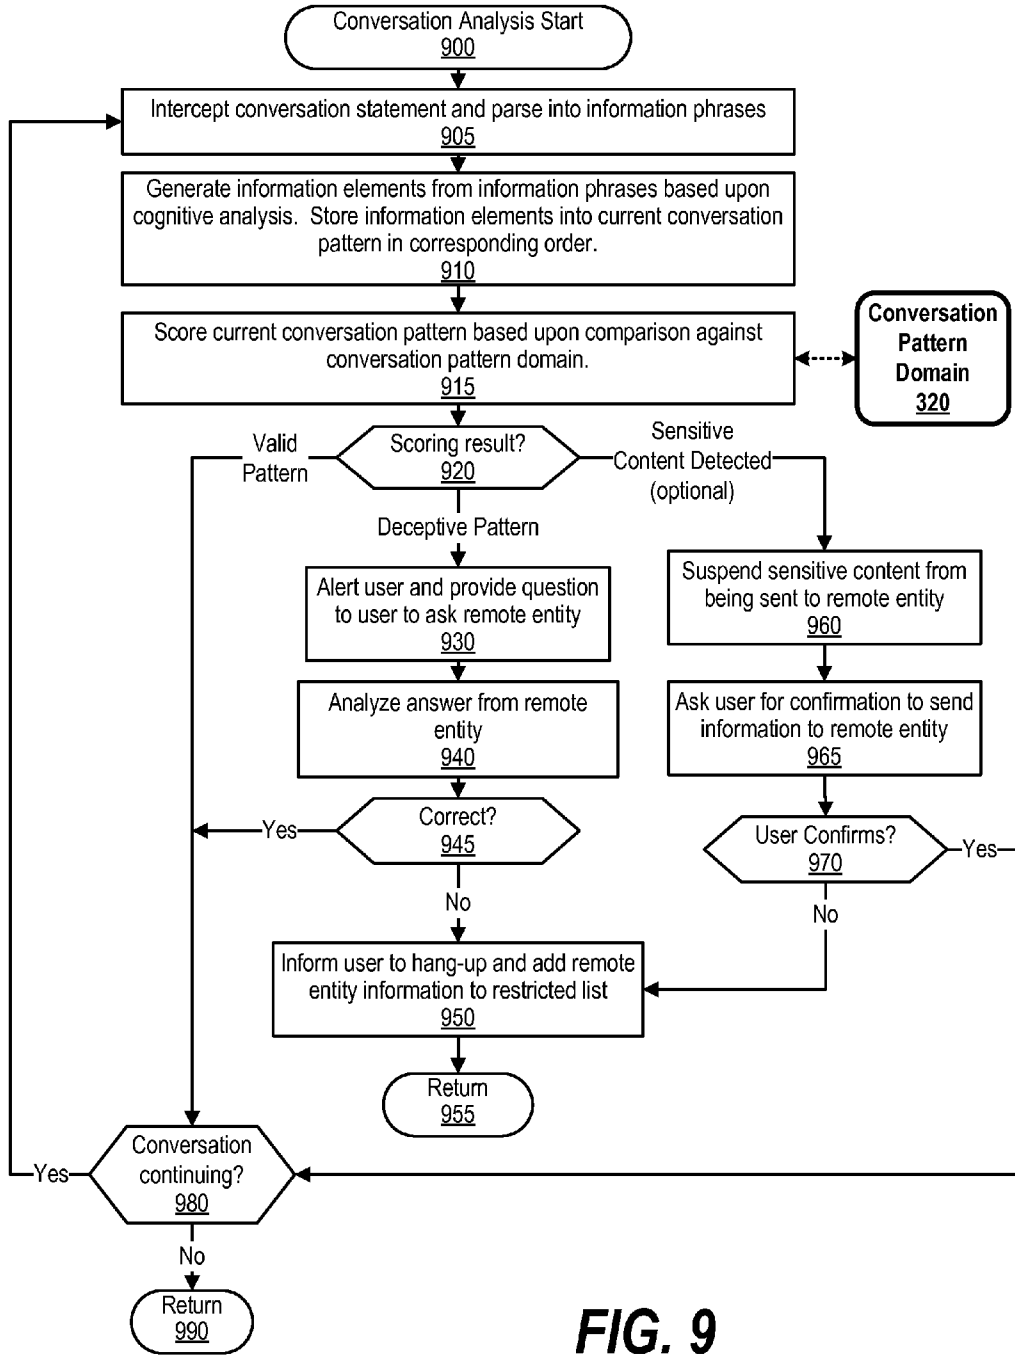 Conversation Analysis Start
900
Intercept conversation statement and parse into information phrases
905
Generate information elements from information phrases based upon
cognitive analysis. Store information elements into current conversation
pattern in corresponding order.
910
Score current conversation pattern based upon comparison against
conversation pattern domain.
915
Conversation
Pattern
Domain
320
Scoring result?
920
Valid
Pattern
Sensitive
Content Detected
(optional)
Deceptive Pattern
Alert user and provide question
to user to ask remote entity
930
Suspend sensitive content from
being sent to remote entity
960
Analyze answer from remote
entity
940
Ask user for confirmation to send
information to remote entity
965
Correct?
945
Yes
User Confirms?
970
Yes
No
No
Inform user to hang-up and add remote
entity information to restricted list
950
Return
955
Conversation
continuing?
980
Yes
No
Return
990
FIG. 9